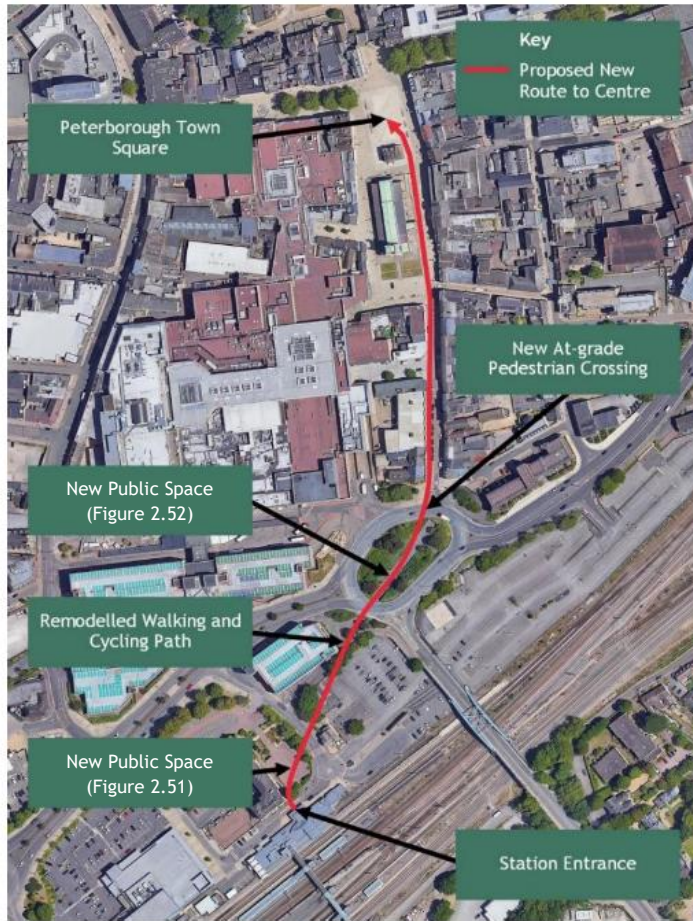 Key
Proposed New
Route to Centre
Peterborough Town
Square
New At-grade
Pedestrian Crossing
New Public Space
(Figure 2.52)
Remodelled Walking and
Cycling Path
New Public Space
(Figure 2.51)
Station Entrance